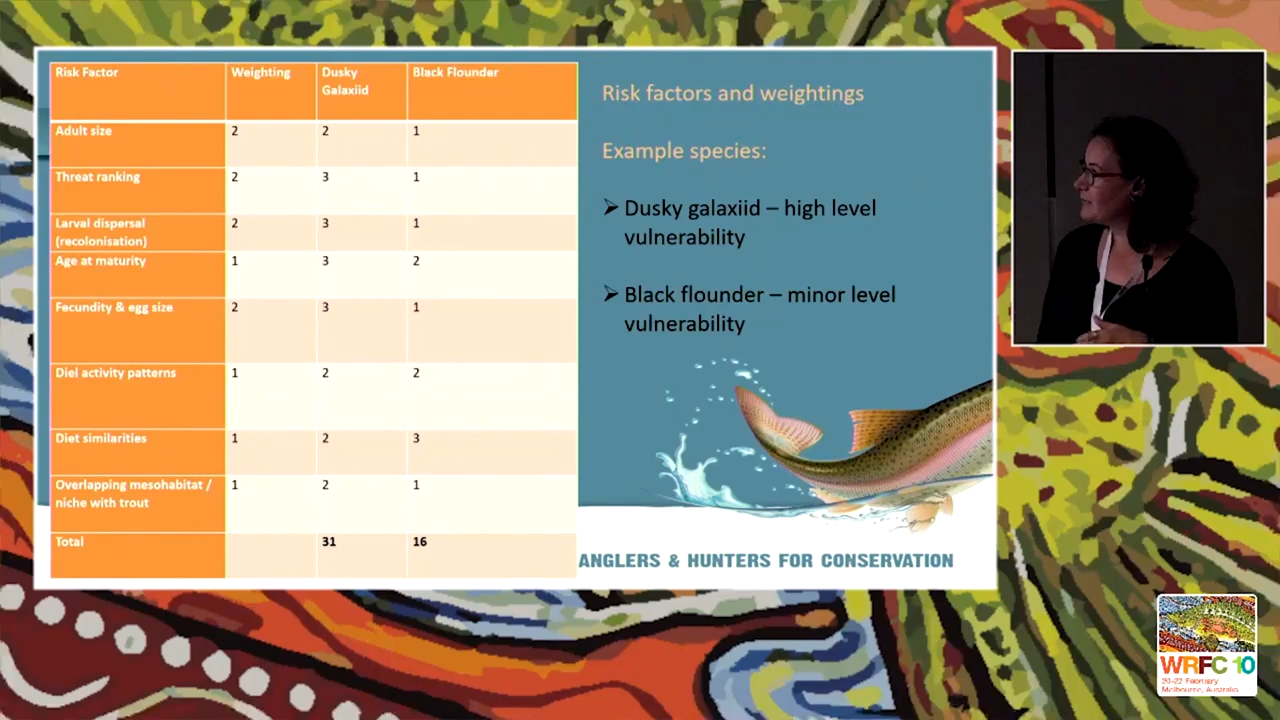 Risk Factor Weighting Dusky Galaxiid Black Flounder
Adult size 2 2 1
Threat ranking 2 3 1
Larval dispersal (recolonisation) 2 3 1
Age at maturity 1 3 2
Fecundity & egg size 2 3 1
Diel activity patterns 1 2 2
Diet similarities 1 2 3
Overlapping mesohabitat / niche with trout 1 2 1
Total 31 16
Risk factors and weightings
Example species:
➢ Dusky galaxiid – high level
vulnerability
➢ Black flounder – minor level
vulnerability
ANGLERS & HUNTERS FOR CONSERVATION
WRFC 10
20-22 February
Melbourne, Australia